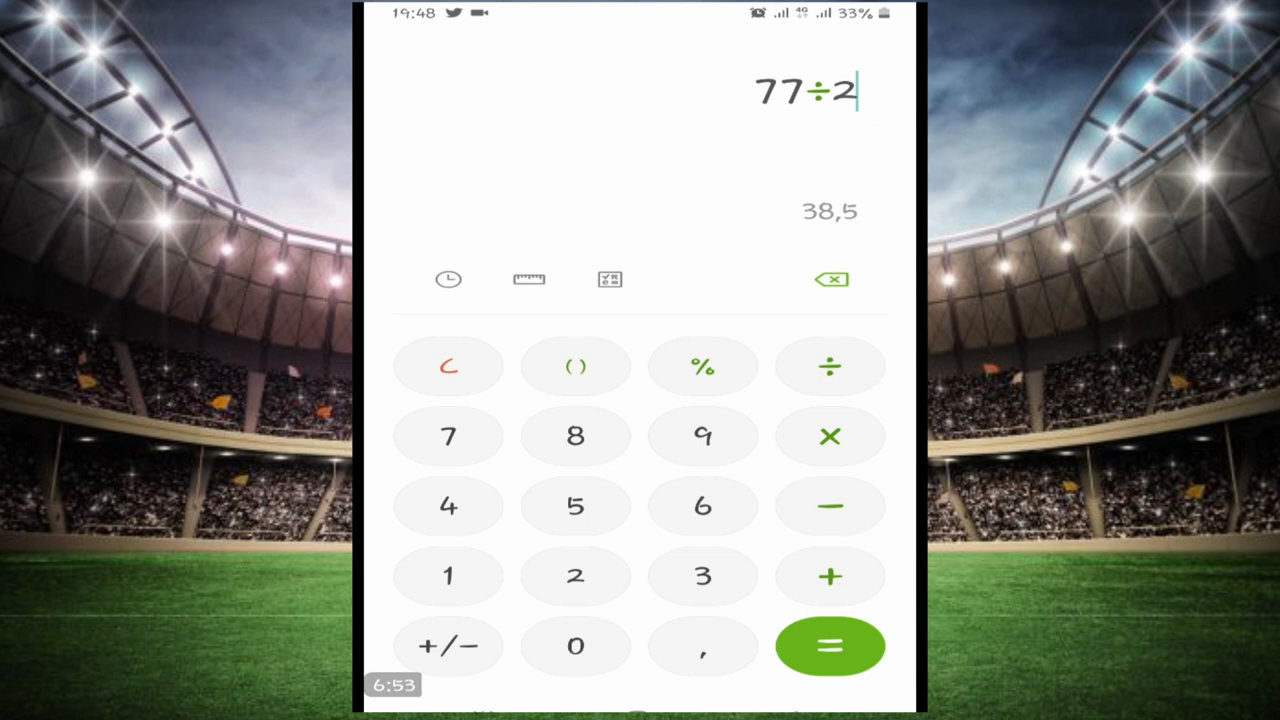 19:48 4G 33%
77÷2
38,5
C ( ) % ÷
7 8 9 ×
4 5 6 −
1 2 3 +
+/− 0 , =
6:53